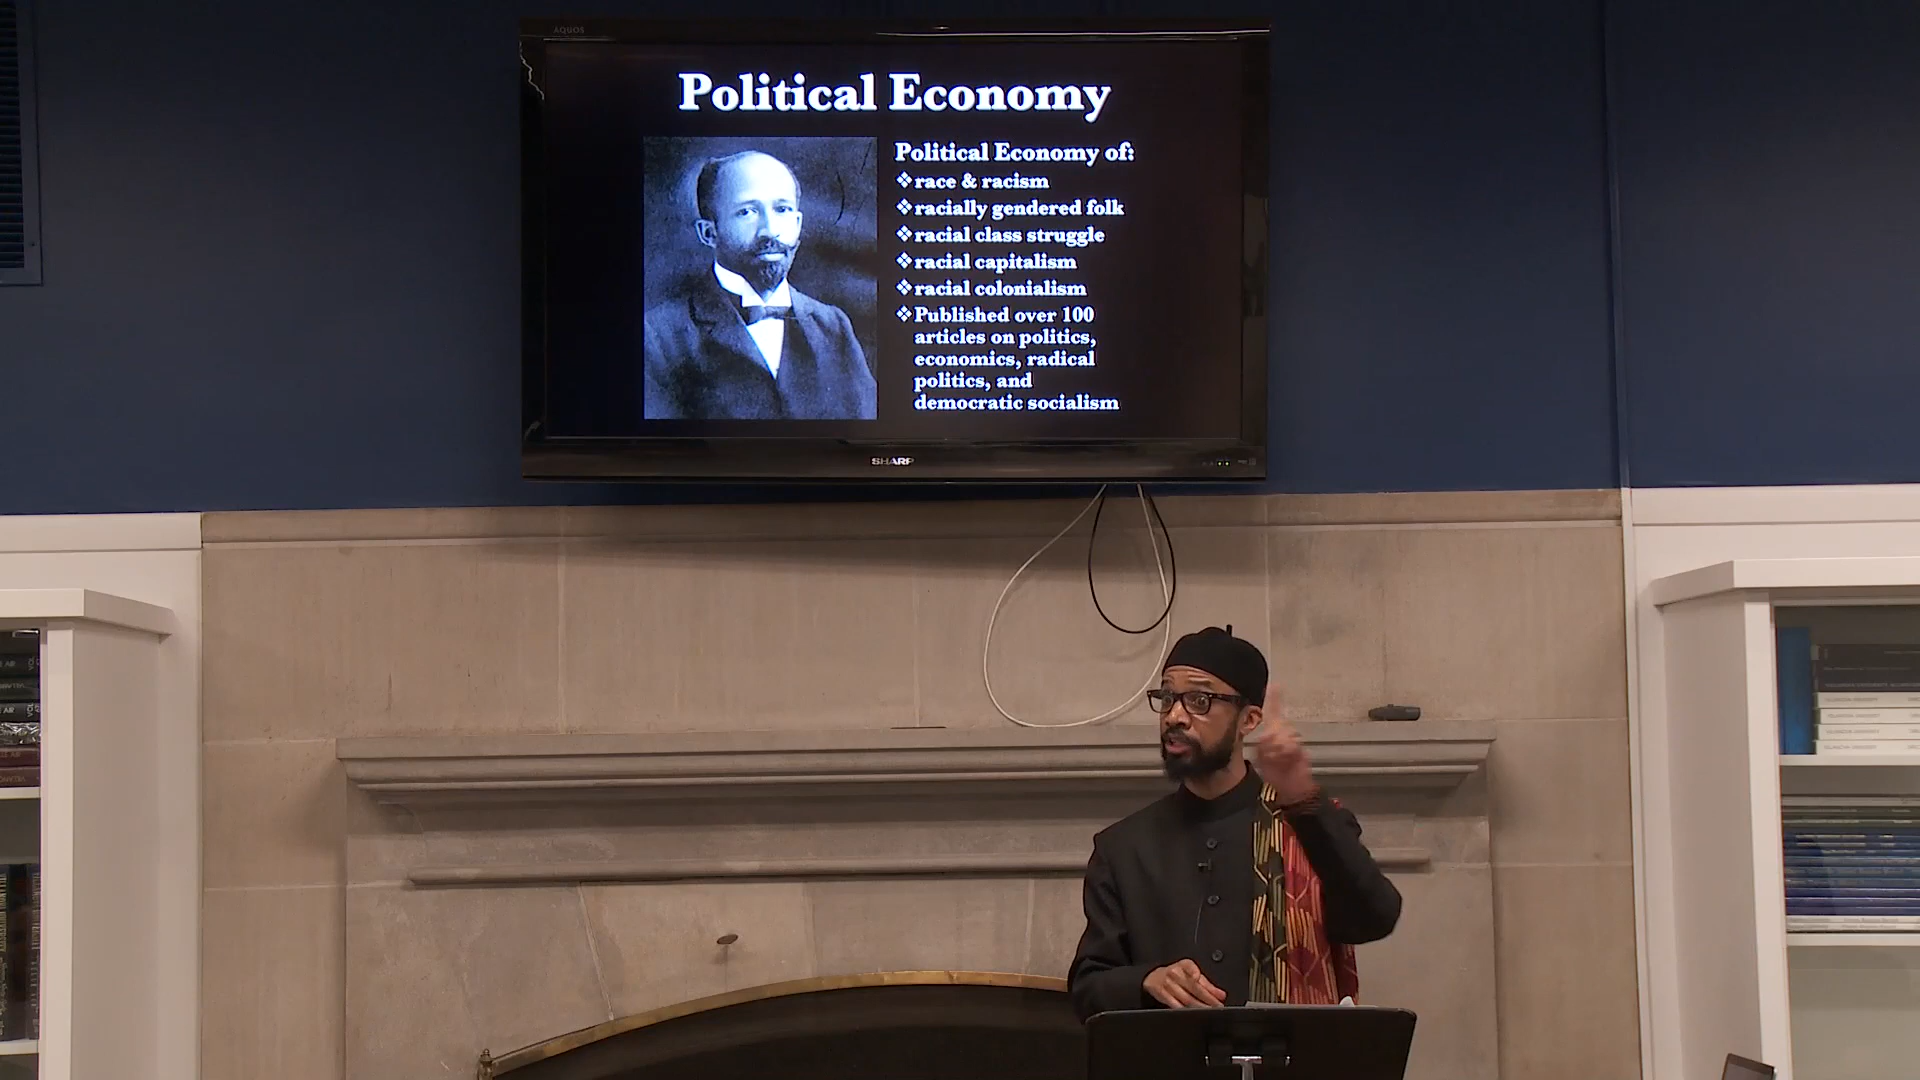 AQUOS
Political Economy
Political Economy of:
❖race & racism
❖racially gendered folk
❖racial class struggle
❖racial capitalism
❖racial colonialism
❖Published over 100
articles on politics,
economics, radical
politics, and
democratic socialism
SHARP